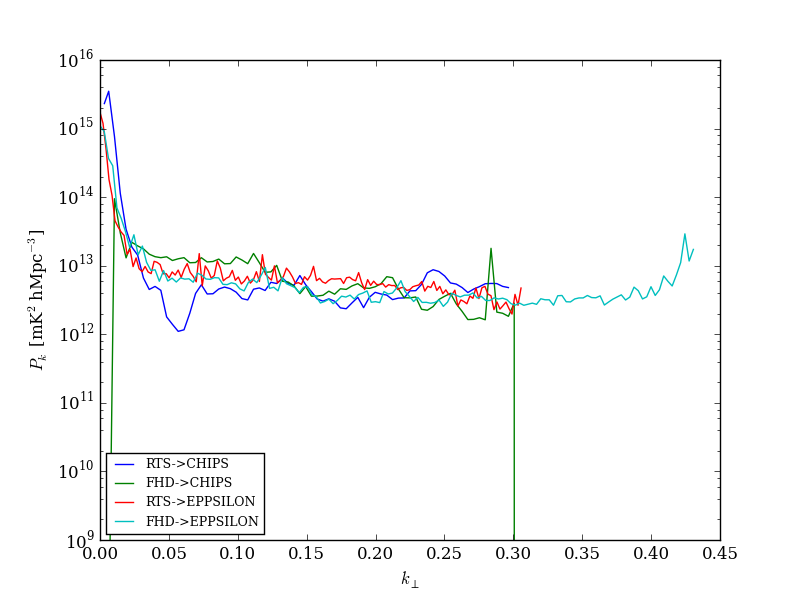 10^16
10^15
10^14
10^13
10^12
10^11
10^10
10^9
P_k [mK^2 hMpc^-3]
RTS->CHIPS
FHD->CHIPS
RTS->EPPSILON
FHD->EPPSILON
0.00 0.05 0.10 0.15 0.20 0.25 0.30 0.35 0.40 0.45
k_⊥